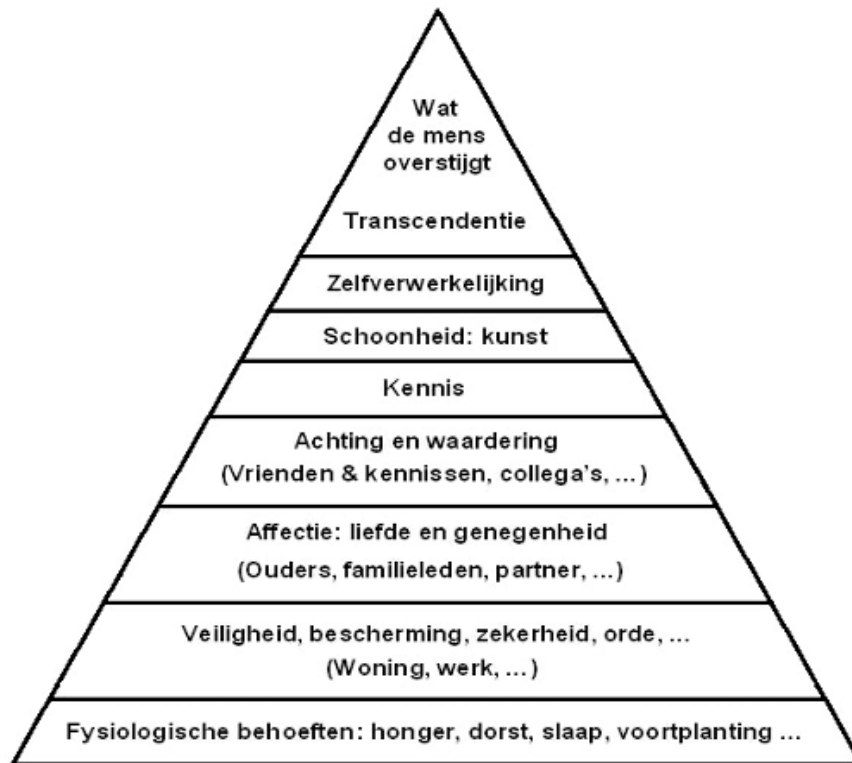 Wat
de mens
overstijgt
Transcendentie
Zelfverwerkelijking
Schoonheid: kunst
Kennis
Achting en waardering
(Vrienden & kennissen, collega's, ...)
Affectie: liefde en genegenheid
(Ouders, familieleden, partner, ...)
Veiligheid, bescherming, zekerheid, orde, ...
(Woning, werk, ...)
Fysiologische behoeften: honger, dorst, slaap, voortplanting ...